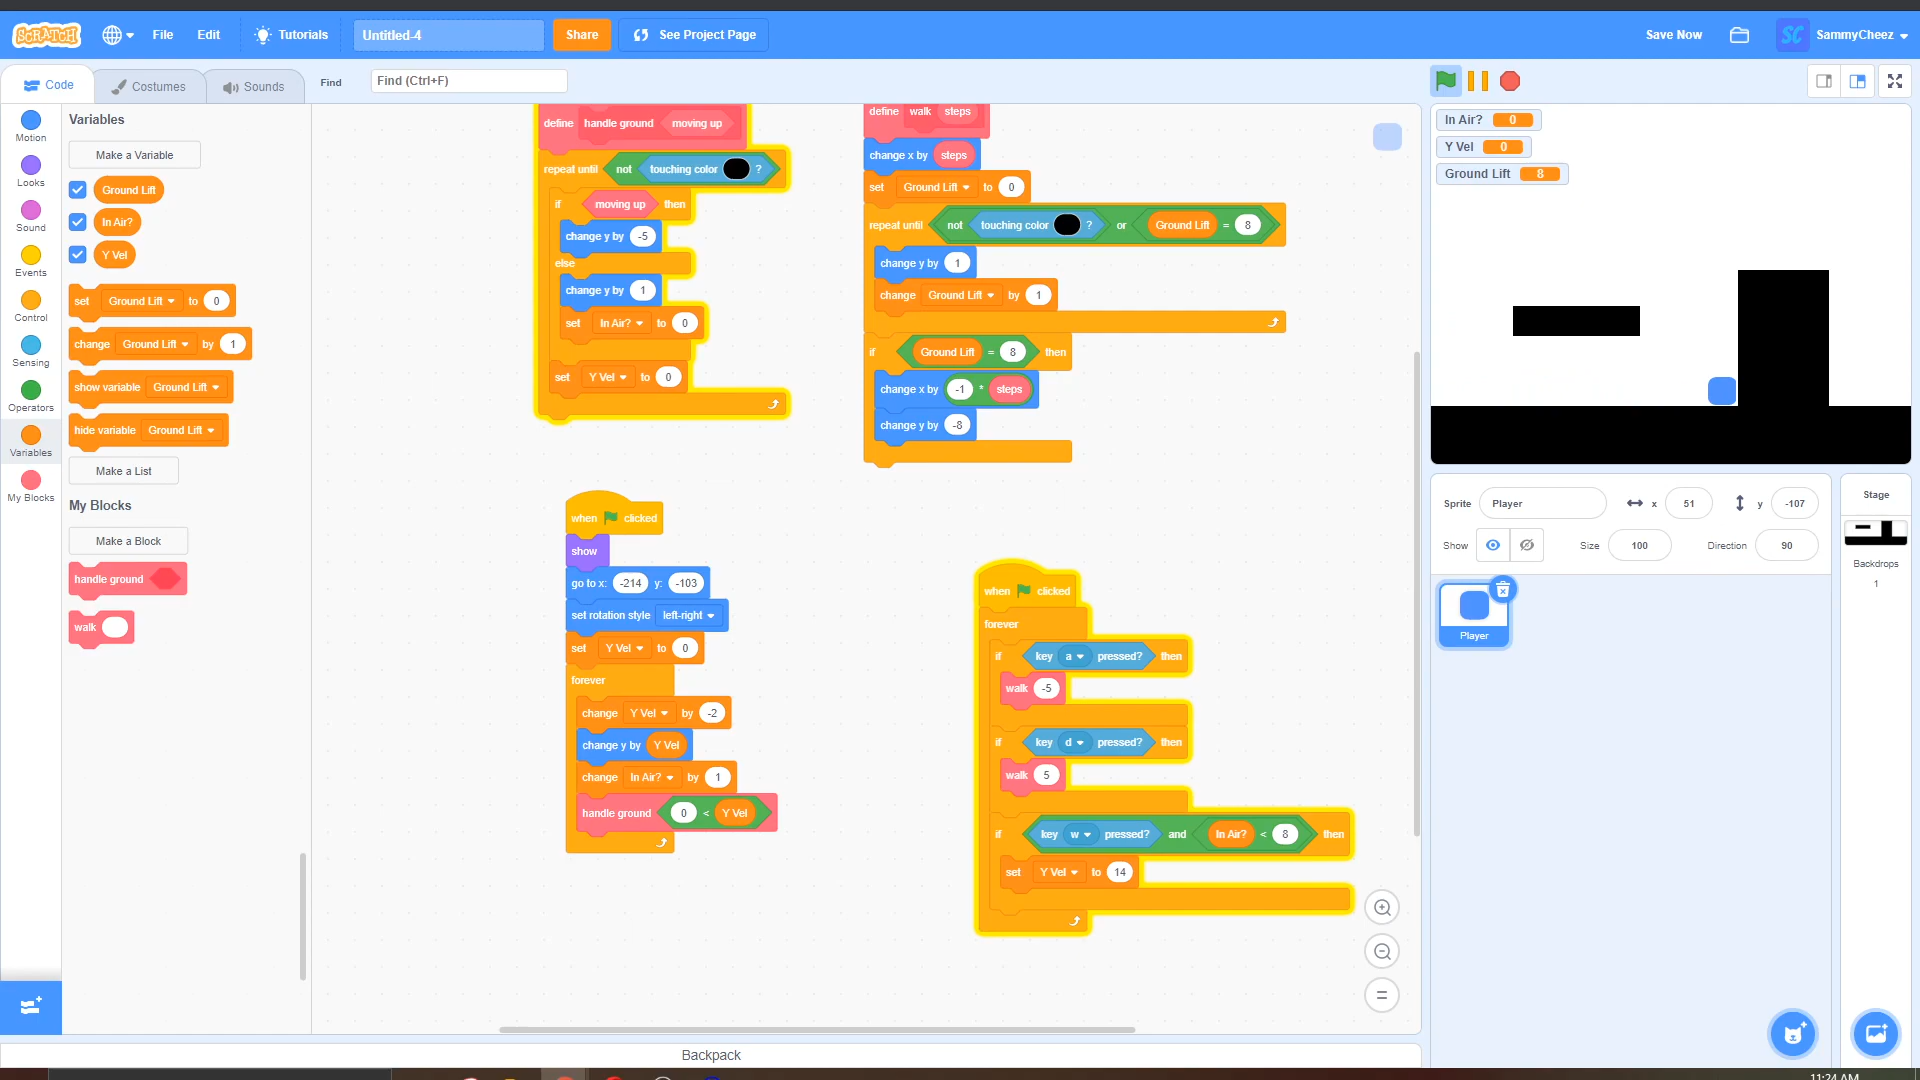 SCRATCH File Edit Tutorials Untitled-4 Share See Project Page Save Now SC SammyCheez
Code Costumes Sounds Find Find (Ctrl+F)
Motion
Looks
Sound
Events
Control
Sensing
Operators
Variables
My Blocks
Variables
Make a Variable
Ground Lift
In Air?
Y Vel
set Ground Lift to 0
change Ground Lift by 1
show variable Ground Lift
hide variable Ground Lift
Make a List
My Blocks
Make a Block
handle ground
walk
define handle ground moving up
repeat until not touching color ?
if moving up then
change y by -5
else
change y by 1
set In Air? to 0
set Y Vel to 0
define walk steps
change x by steps
set Ground Lift to 0
repeat until not touching color ? or Ground Lift = 8
change y by 1
change Ground Lift by 1
if Ground Lift = 8 then
change x by -1 * steps
change y by -8
when clicked
show
go to x: -214 y: -103
set rotation style left-right
set Y Vel to 0
forever
change Y Vel by -2
change y by Y Vel
change In Air? by 1
handle ground 0 < Y Vel
when clicked
forever
if key a pressed? then
walk -5
if key d pressed? then
walk 5
if key w pressed? and In Air? < 8 then
set Y Vel to 14
Backpack
In Air? 0
Y Vel 0
Ground Lift 8
Sprite Player x 51 y -107
Show Size 100 Direction 90
Player
Stage
Backdrops
1
11:24 AM